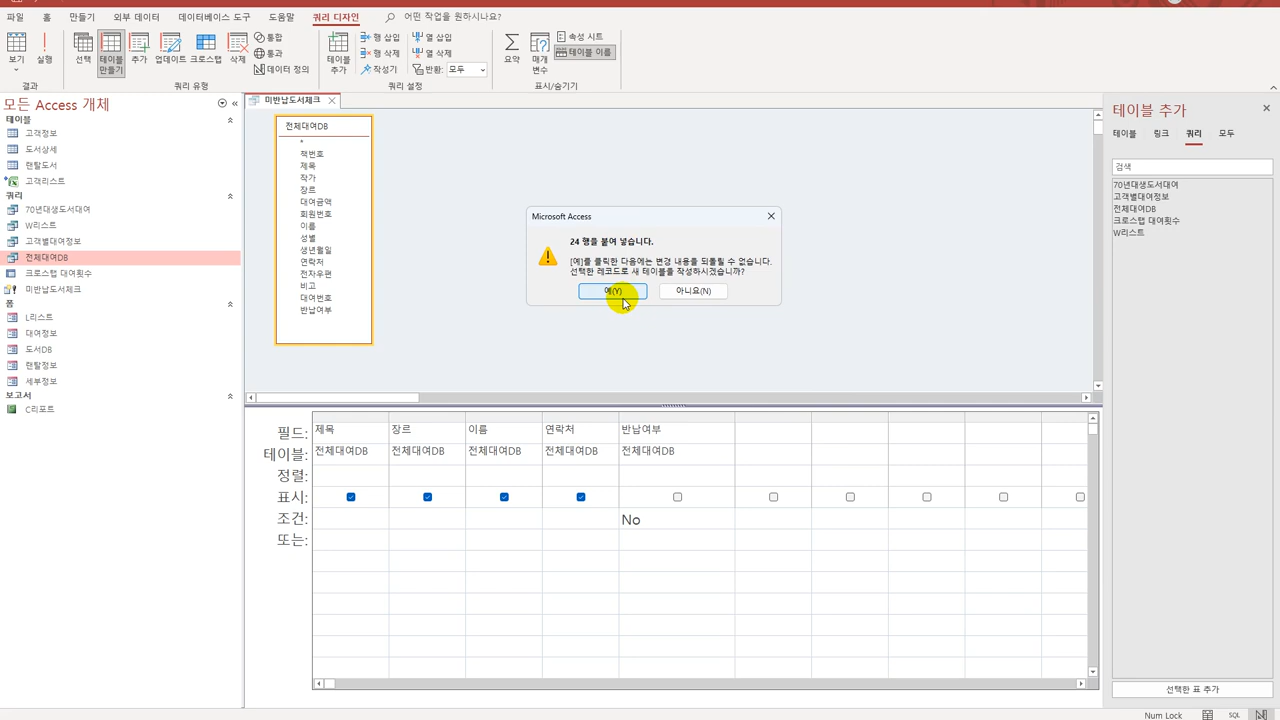 파일 홈 만들기 외부 데이터 데이터베이스 도구 도움말 쿼리 디자인 어떤 작업을 원하시나요?
보기
실행
선택
테이블
만들기
추가
업데이트
크로스탭
삭제
통합
통과
데이터 정의
테이블
추가
행 삽입
행 삭제
작성기
열 삽입
열 삭제
반환: 모두
요약
매개
변수
속성 시트
테이블 이름
결과 쿼리 유형 쿼리 설정 표시/숨기기
모든 Access 개체
테이블
고객정보
도서상세
랜탈도서
고객리스트
쿼리
70년대생도서대여
W리스트
고객별대여정보
전체대여DB
크로스탭 대여횟수
미반납도서체크
폼
L리스트
대여정보
도서DB
랜탈정보
세부정보
보고서
C리포트
미반납도서체크
전체대여DB
*
책번호
제목
작가
장르
대여금액
회원번호
이름
성별
생년월일
연락처
전자우편
비고
대여번호
반납여부
Microsoft Access
24 행을 붙여 넣습니다.
[예]를 클릭한 다음에는 변경 내용을 되돌릴 수 없습니다.
선택한 레코드로 새 테이블을 작성하시겠습니까?
예(Y) 아니요(N)
필드: 제목 장르 이름 연락처 반납여부
테이블: 전체대여DB 전체대여DB 전체대여DB 전체대여DB 전체대여DB
정렬:
표시:
조건: No
또는:
테이블 추가
테이블 링크 쿼리 모두
검색
70년대생도서대여
고객별대여정보
전체대여DB
크로스탭 대여횟수
W리스트
선택한 표 추가
Num Lock SQL